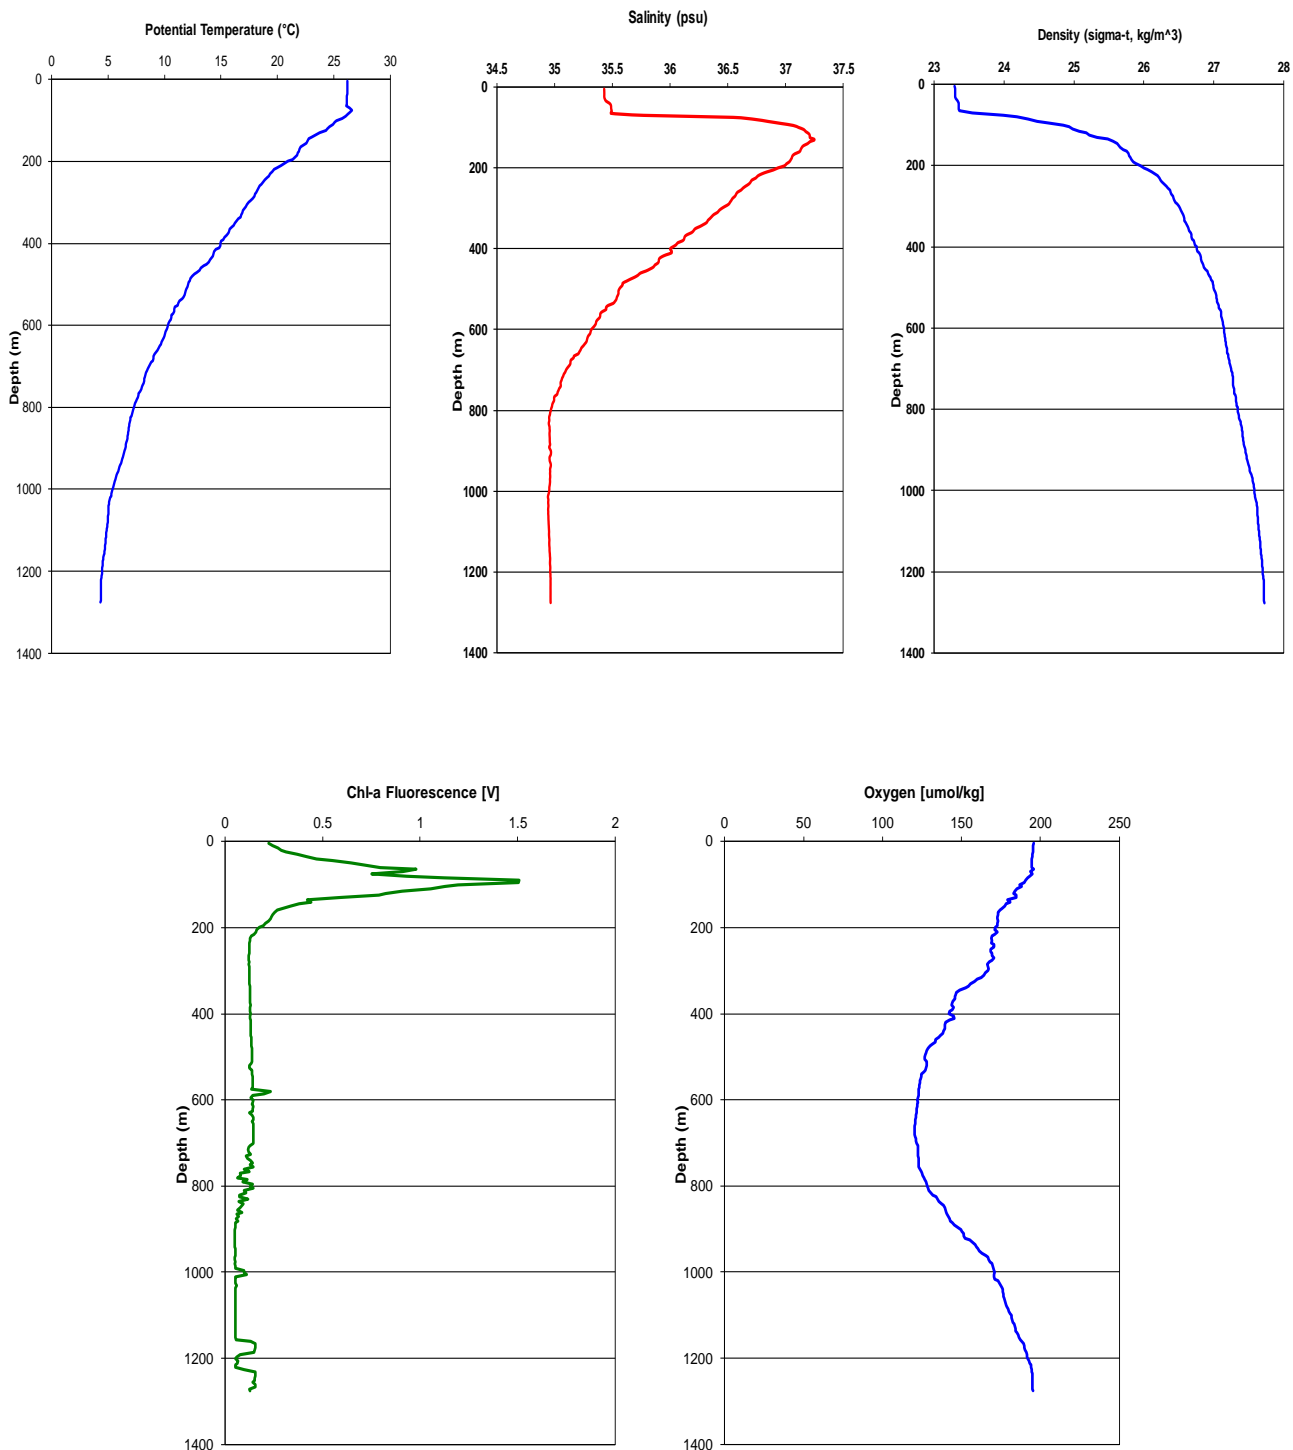 Potential Temperature (°C)
0 5 10 15 20 25 30
0
200
400
600
800
1000
1200
1400
Depth (m)
Salinity (psu)
34.5 35 35.5 36 36.5 37 37.5
0
200
400
600
800
1000
1200
1400
Depth (m)
Density (sigma-t, kg/m^3)
23 24 25 26 27 28
0
200
400
600
800
1000
1200
1400
Depth (m)
Chl-a Fluorescence [V]
0 0.5 1 1.5 2
0
200
400
600
800
1000
1200
1400
Depth (m)
Oxygen [umol/kg]
0 50 100 150 200 250
0
200
400
600
800
1000
1200
1400
Depth (m)